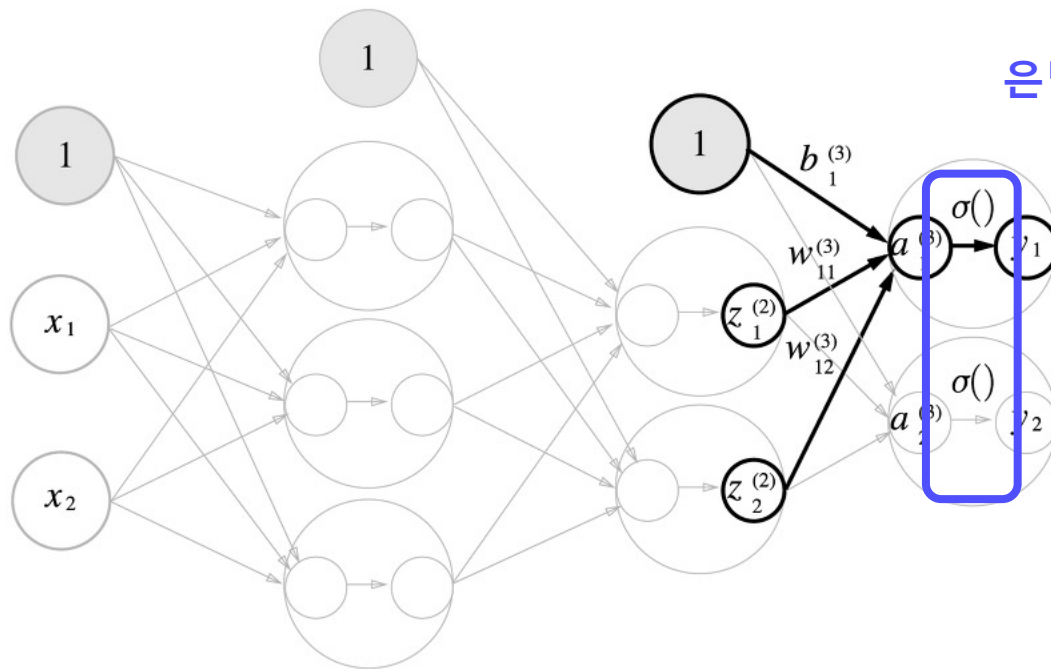 1
은
1
1
b₁⁽³⁾
σ()
a₁⁽³⁾
y₁
w₁₁⁽³⁾
x₁
z₁⁽²⁾
w₁₂⁽³⁾
σ()
a₂⁽³⁾
y₂
x₂
z₂⁽²⁾